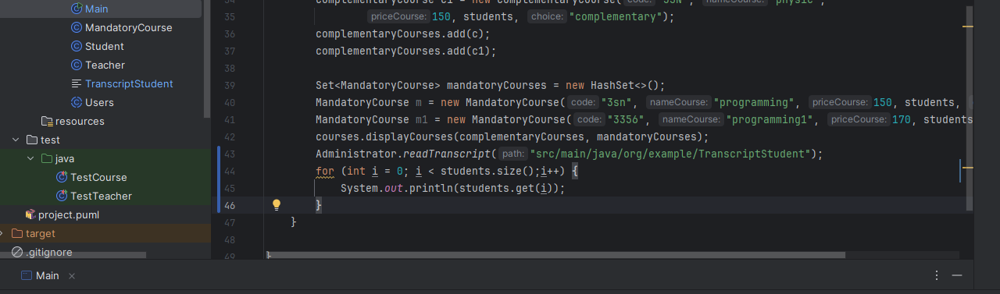 Main
MandatoryCourse
Student
Teacher
TranscriptStudent
Users
resources
test
java
TestCourse
TestTeacher
project.puml
target
.gitignore
34 complementaryCourse c1 = new ComplementaryCourse( code: "33N", nameCourse: "physic",
35 priceCourse: 150, students, choice: "complementary");
36 complementaryCourses.add(c);
37 complementaryCourses.add(c1);
38
39 Set<MandatoryCourse> mandatoryCourses = new HashSet<>();
40 MandatoryCourse m = new MandatoryCourse( code: "3sn", nameCourse: "programming", priceCourse: 150, students,
41 MandatoryCourse m1 = new MandatoryCourse( code: "3356", nameCourse: "programming1", priceCourse: 170, students
42 courses.displayCourses(complementaryCourses, mandatoryCourses);
43 Administrator.readTranscript( path: "src/main/java/org/example/TranscriptStudent");
44 for (int i = 0; i < students.size();i++) {
45 System.out.println(students.get(i));
46 }
47 }
48
49 }
Main